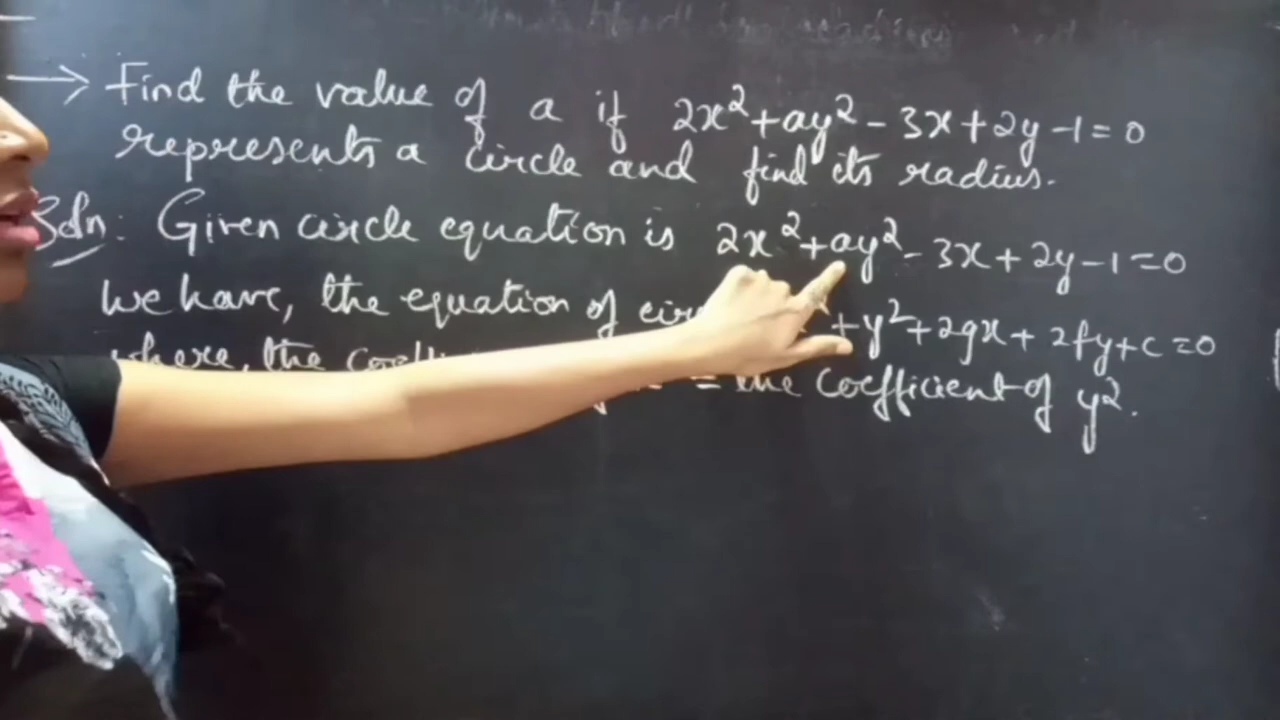 → Find the value of a if 2x²+ay²-3x+2y-1=0
represents a circle and find its radius.
Soln: Given circle equation is 2x²+ay²-3x+2y-1=0
We have, the equation of +y²+2gx+2fy+c=0
where, the = the coefficient of y².